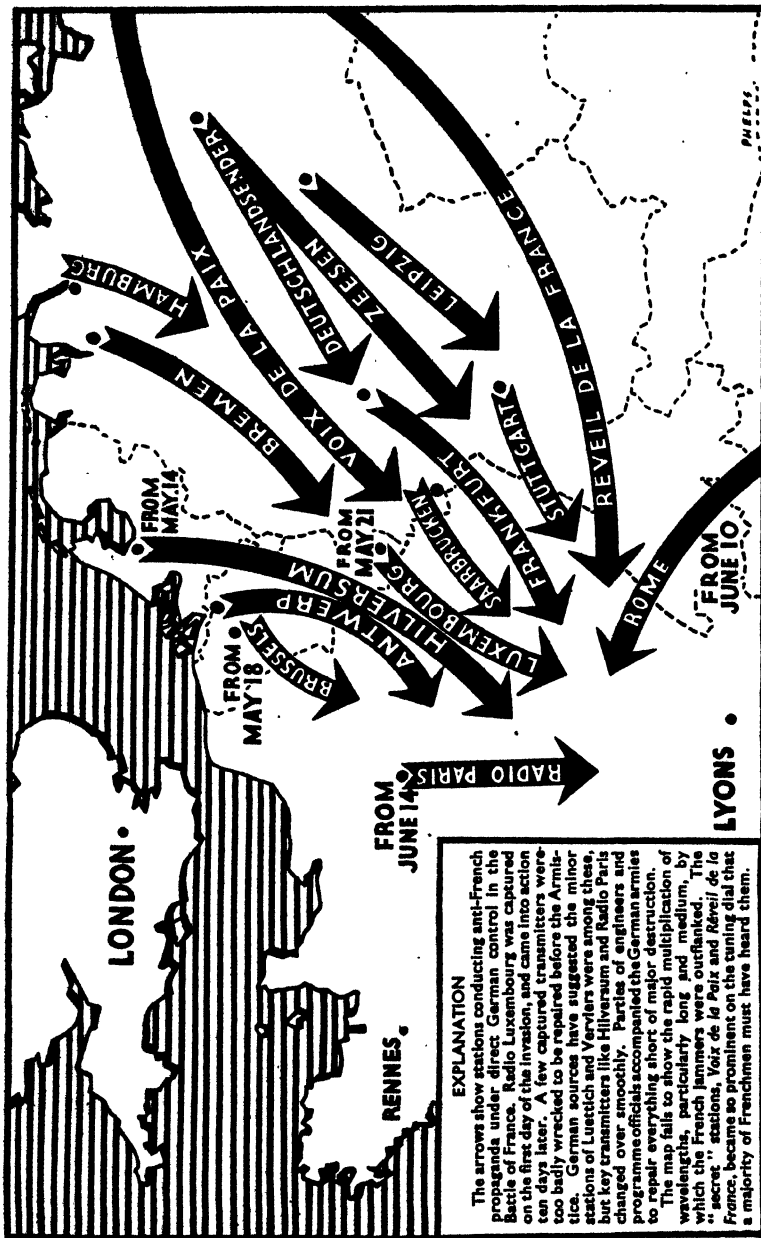 LONDON
RENNES
LYONS
FROM
JUNE 14
RADIO PARIS
FROM
MAY 18
BRUSSELS
ANTWERP
HILVERSUM
FROM
MAY.14
FROM
MAY 21
LUXEMBOURG
SAARBRUCKEN
FRANKFURT
STUTTGART
BREMEN
HAMBURG
VOIX DE LA PAIX
DEUTSCHLANDSENDER
ZEESEN
LEIPZIG
REVEIL DE LA FRANCE
ROME
FROM
JUNE 10
PHELPS
EXPLANATION
The arrows show stations conducting anti-French
propaganda under direct German control in the
Battle of France. Radio Luxembourg was captured
on the first day of the invasion, and came into action
ten days later. A few captured transmitters were
too badly wrecked to be repaired before the Armis-
tice. German sources have suggested the minor
stations of Luettich and Verviers were among these,
but key transmitters like Hilversum and Radio Paris
changed over smoothly. Parties of engineers and
programme officials accompanied the German armies
to repair everything short of major destruction.
The map fails to show the rapid multiplication of
wavelengths, particularly long and medium, by
which the French jammers were outflanked. The
" secret " stations, Voix de la Paix and Réveil de la
France, became so prominent on the tuning dial that
a majority of Frenchmen must have heard them.